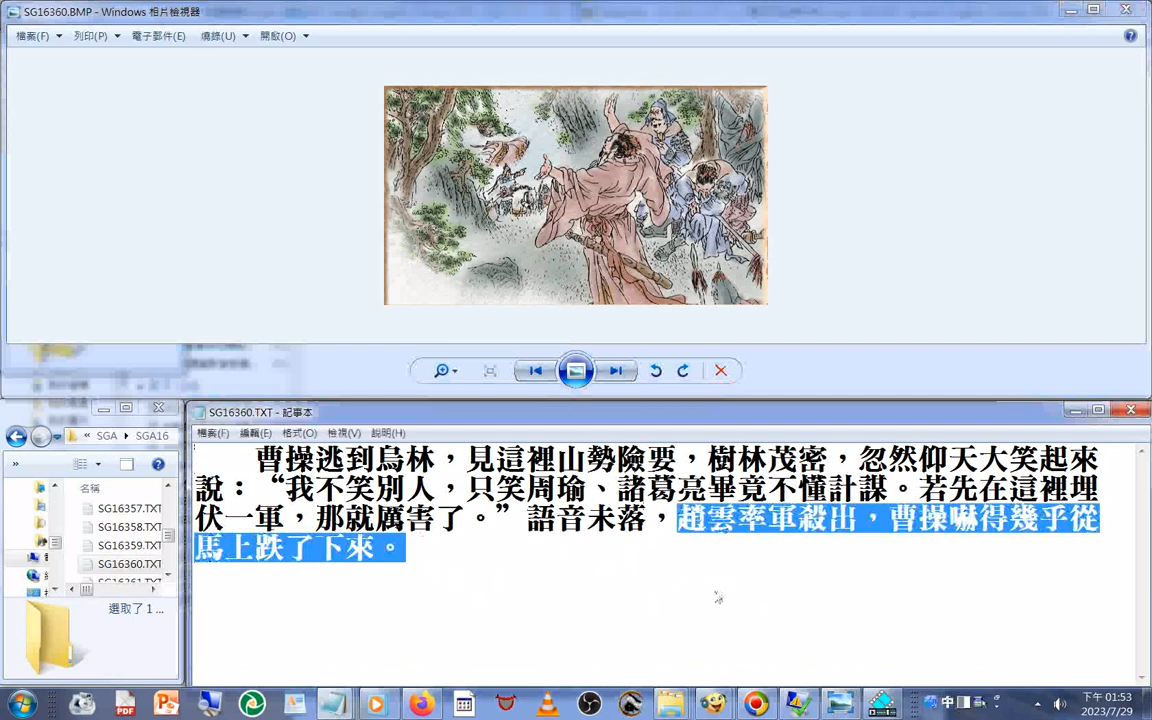 SG16360.BMP - Windows 相片檢視器
檔案(F) 列印(P) 電子郵件(E) 燒錄(U) 開啟(O)
SG16360.TXT - 記事本
檔案(F) 編輯(E) 格式(O) 檢視(V) 說明(H)
曹操逃到烏林，見這裡山勢險要，樹林茂密，忽然仰天大笑起來
說：“我不笑別人，只笑周瑜、諸葛亮畢竟不懂計謀。若先在這裡埋
伏一軍，那就厲害了。”語音未落，趙雲率軍殺出，曹操嚇得幾乎從
馬上跌了下來。
« SGA ▸ SGA16
»
名稱
SG16357.TXT
SG16358.TXT
SG16359.TXT
SG16360.TXT
SG16361.TXT
選取了 1 ...
PDF
中
下午 01:53
2023/7/29